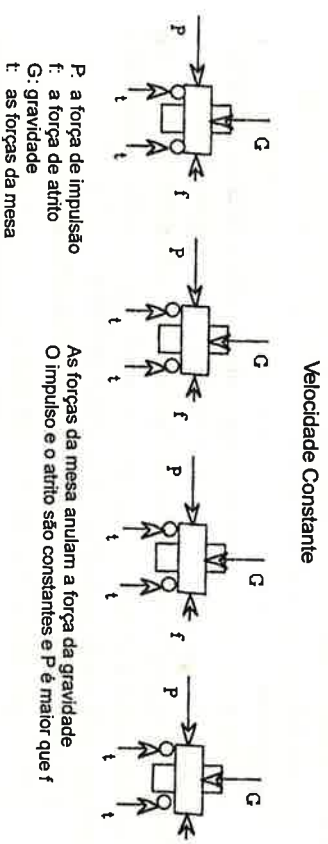 Velocidade Constante
G G G G
P f P f P f P
t t t t t t t t
P: a força de impulsão
f: a força de atrito
G: gravidade
t: as forças da mesa
As forças da mesa anulam a força da gravidade
O impulso e o atrito são constantes e P é maior que f